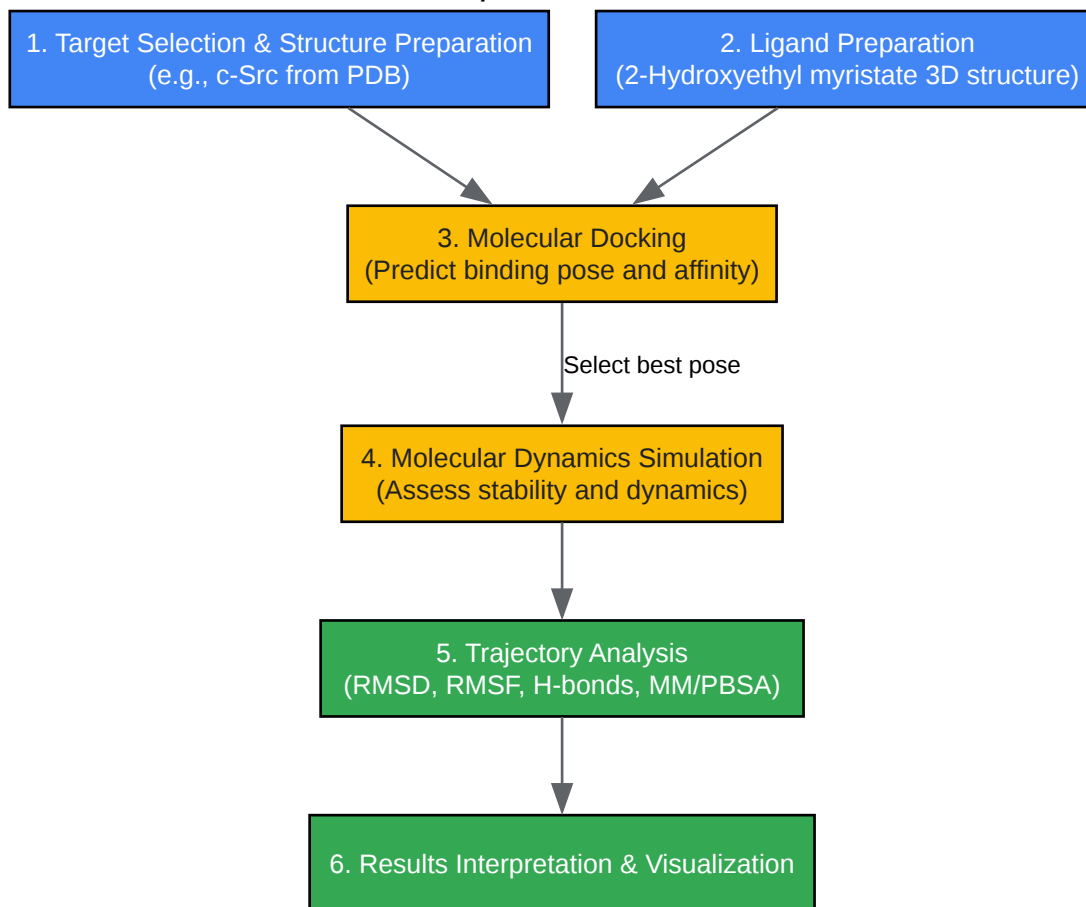 1. Target Selection & Structure Preparation
(e.g., c-Src from PDB)
2. Ligand Preparation
(2-Hydroxyethyl myristate 3D structure)
3. Molecular Docking
(Predict binding pose and affinity)
Select best pose
4. Molecular Dynamics Simulation
(Assess stability and dynamics)
5. Trajectory Analysis
(RMSD, RMSF, H-bonds, MM/PBSA)
6. Results Interpretation & Visualization